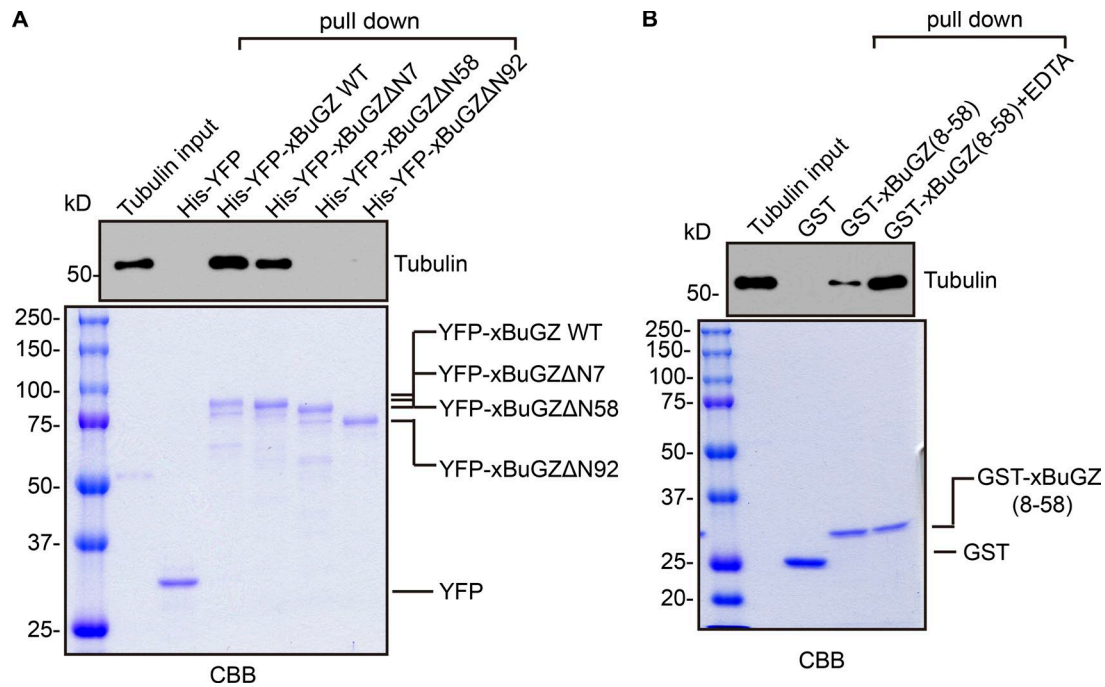 A
pull down
Tubulin input
His-YFP
His-YFP-xBuGZ WT
His-YFP-xBuGZΔN7
His-YFP-xBuGZΔN58
His-YFP-xBuGZΔN92
kD
50-
Tubulin
250-
150-
100-
75-
50-
37-
25-
YFP-xBuGZ WT
YFP-xBuGZΔN7
YFP-xBuGZΔN58
YFP-xBuGZΔN92
YFP
CBB
B
pull down
Tubulin input
GST
GST-xBuGZ(8-58)
GST-xBuGZ(8-58)+EDTA
kD
50-
Tubulin
250-
150-
100-
75-
50-
37-
25-
20-
GST-xBuGZ
(8-58)
GST
CBB